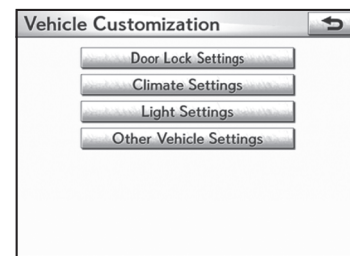 Vehicle Customization
Door Lock Settings
Climate Settings
Light Settings
Other Vehicle Settings